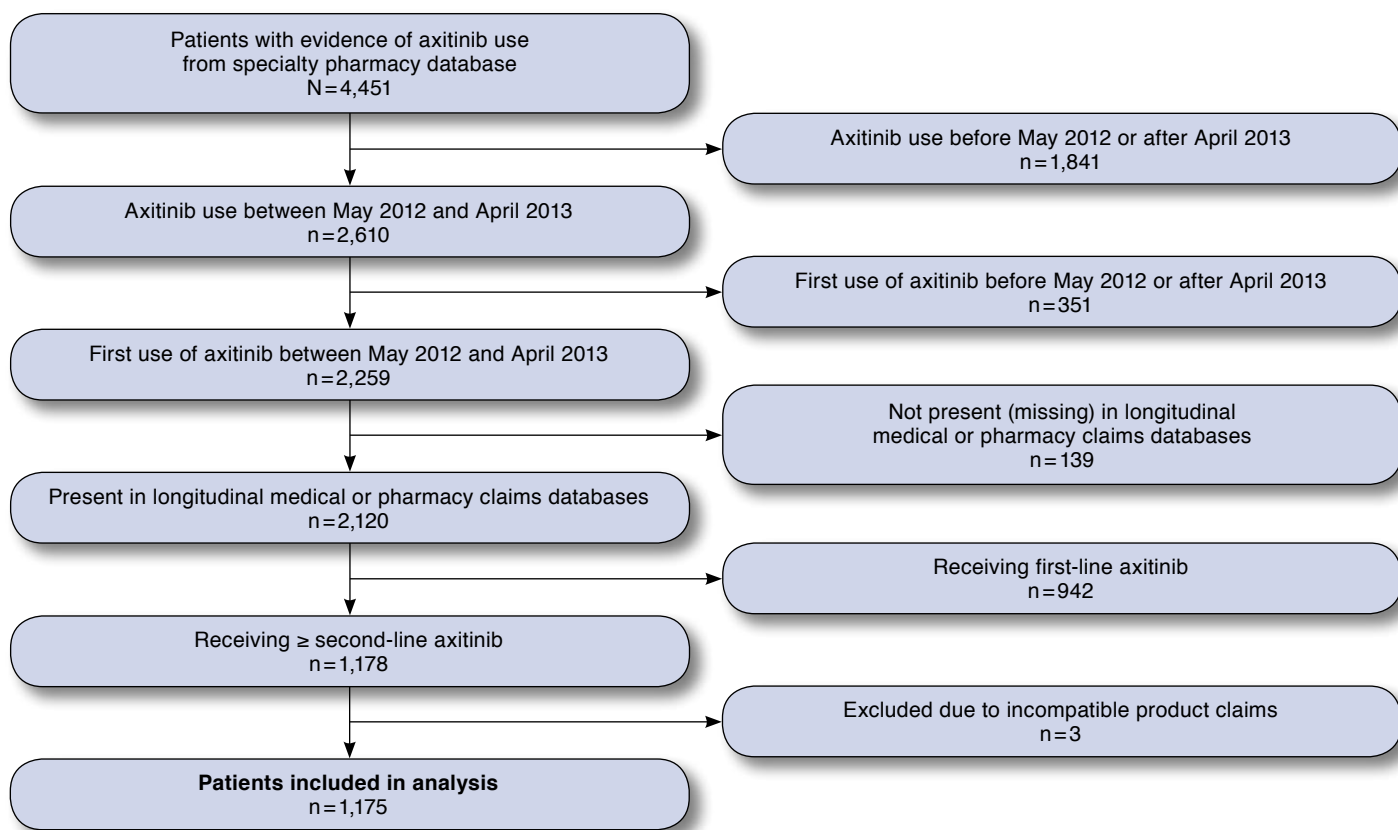 Patients with evidence of axitinib use
from specialty pharmacy database
N=4,451
Axitinib use before May 2012 or after April 2013
n=1,841
Axitinib use between May 2012 and April 2013
n=2,610
First use of axitinib before May 2012 or after April 2013
n=351
First use of axitinib between May 2012 and April 2013
n=2,259
Not present (missing) in longitudinal
medical or pharmacy claims databases
n=139
Present in longitudinal medical or pharmacy claims databases
n=2,120
Receiving first-line axitinib
n=942
Receiving ≥ second-line axitinib
n=1,178
Excluded due to incompatible product claims
n=3
Patients included in analysis
n=1,175